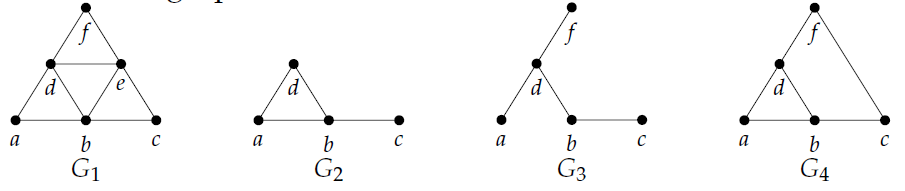 f f f
d e d d d
a b c a b c a b c a b c
G₁ G₂ G₃ G₄